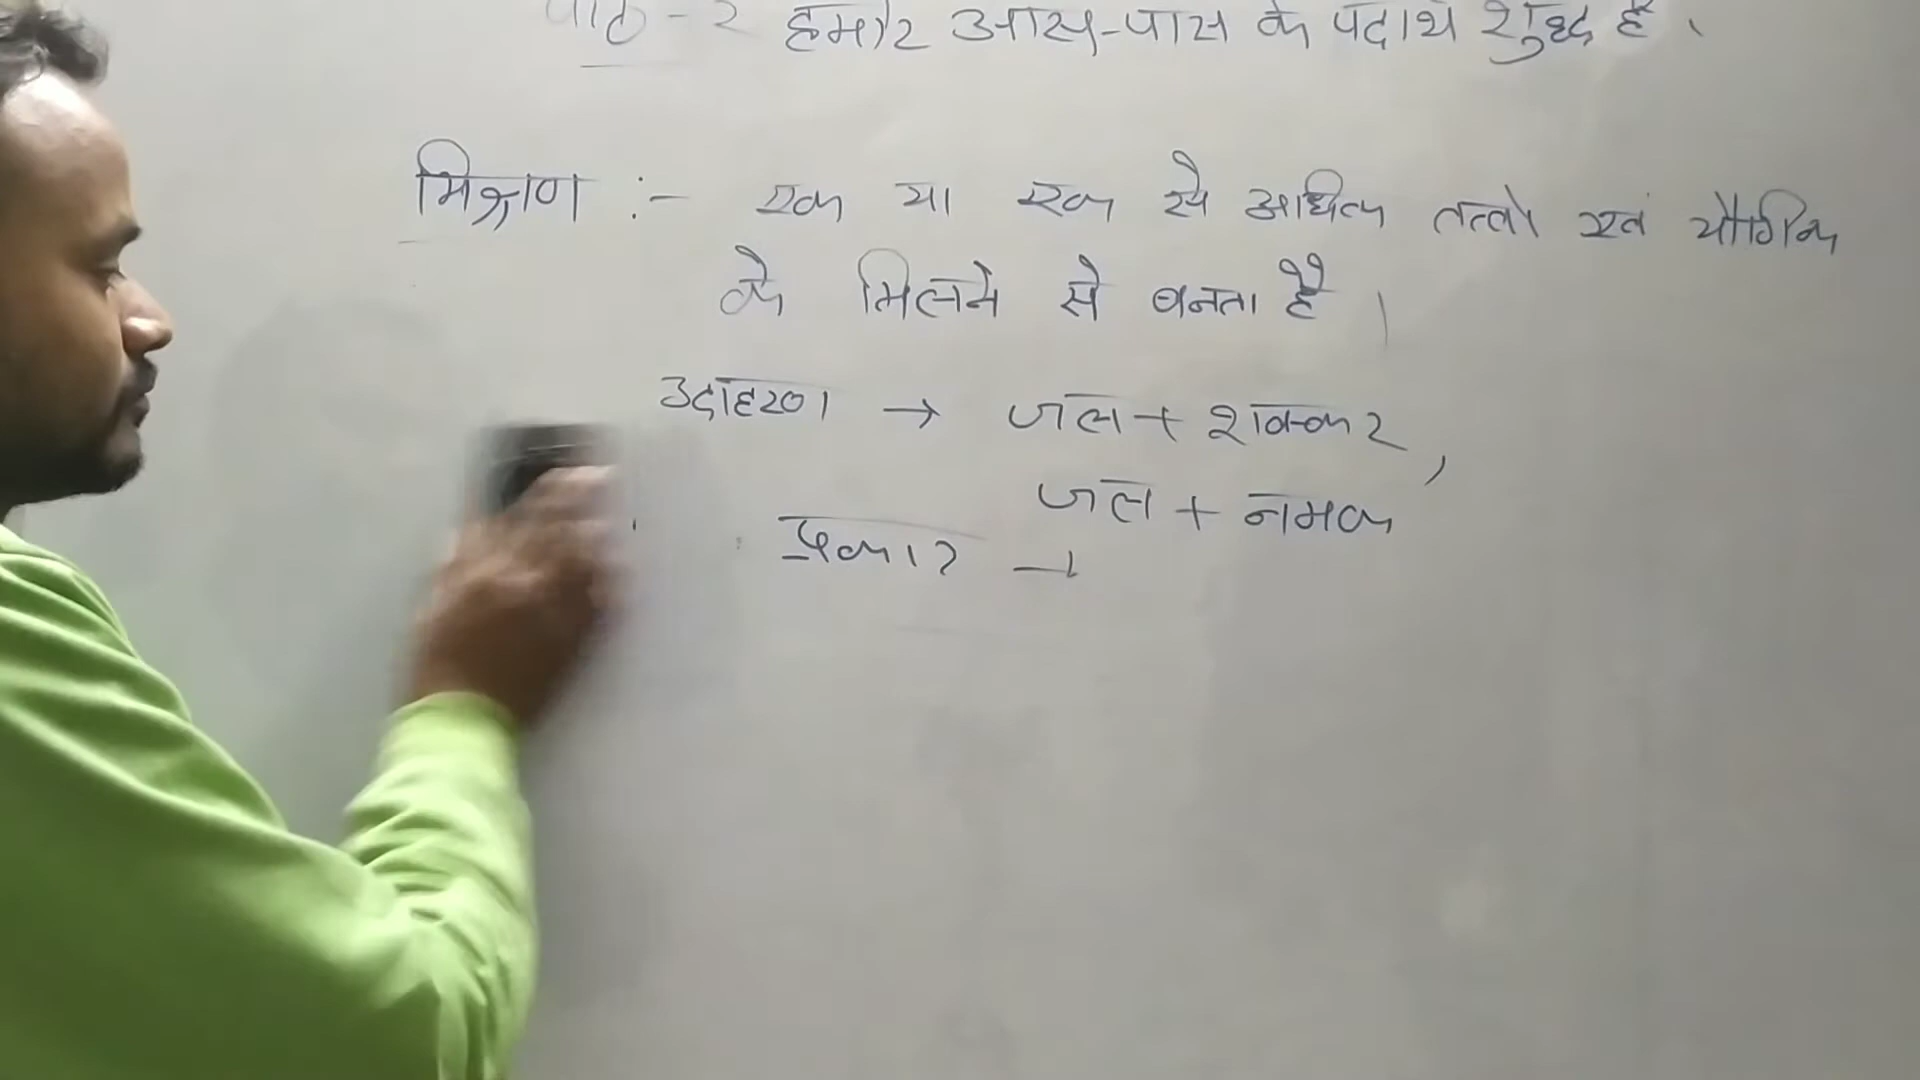 पाठ - २ हमारे आस-पास के पदार्थ शुद्ध हैं ।
मिश्रण :- एक या एक से अधिक तत्वो एवं यौगिक
के मिलने से बनता है ।
उदाहरण → जल + शक्कर ,
जल + नमक
प्रकार →